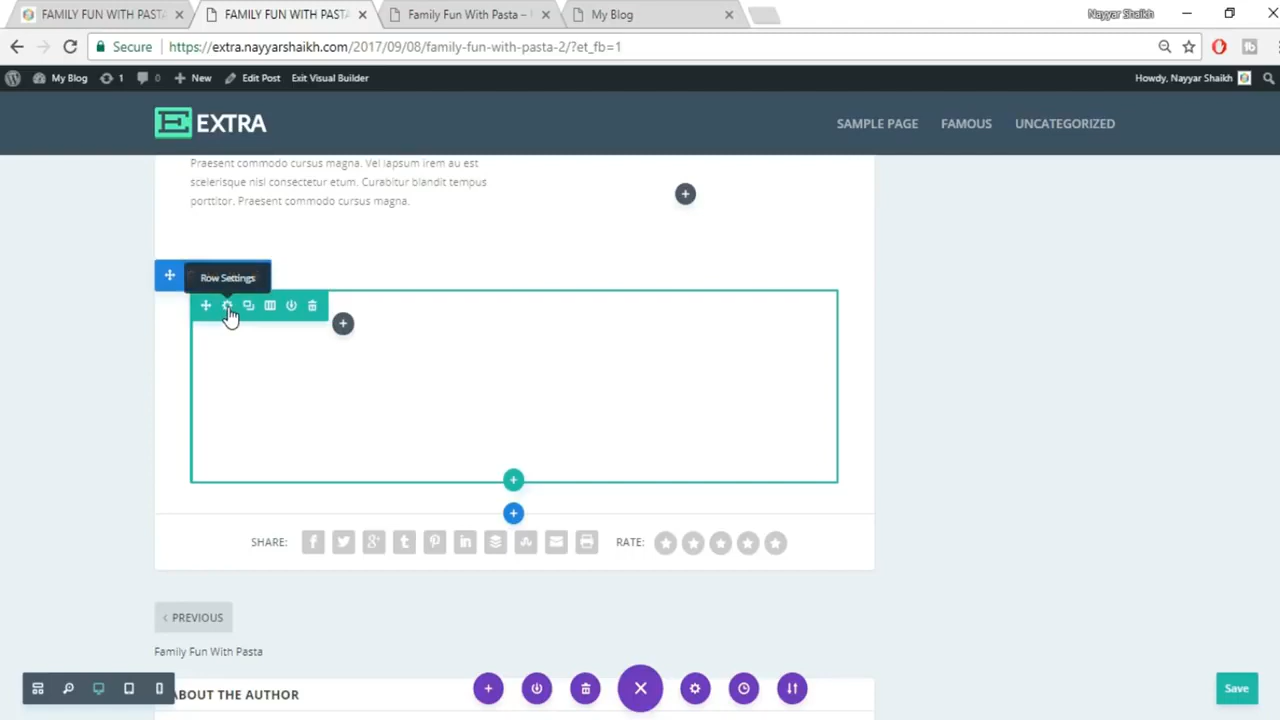 FAMILY FUN WITH PASTA
FAMILY FUN WITH PASTA
Family Fun With Pasta –
My Blog
Nayyar Shaikh
Secure
https://extra.nayyarshaikh.com/2017/09/08/family-fun-with-pasta-2/?et_fb=1
My Blog
1
0
New
Edit Post
Exit Visual Builder
Howdy, Nayyar Shaikh
E EXTRA
SAMPLE PAGE
FAMOUS
UNCATEGORIZED
Praesent commodo cursus magna. Vel lapsum irem au est
scelerisque nisl consectetur etum. Curabitur blandit tempus
porttitor. Praesent commodo cursus magna.
Row Settings
SHARE:
RATE:
‹ PREVIOUS
Family Fun With Pasta
ABOUT THE AUTHOR
Save